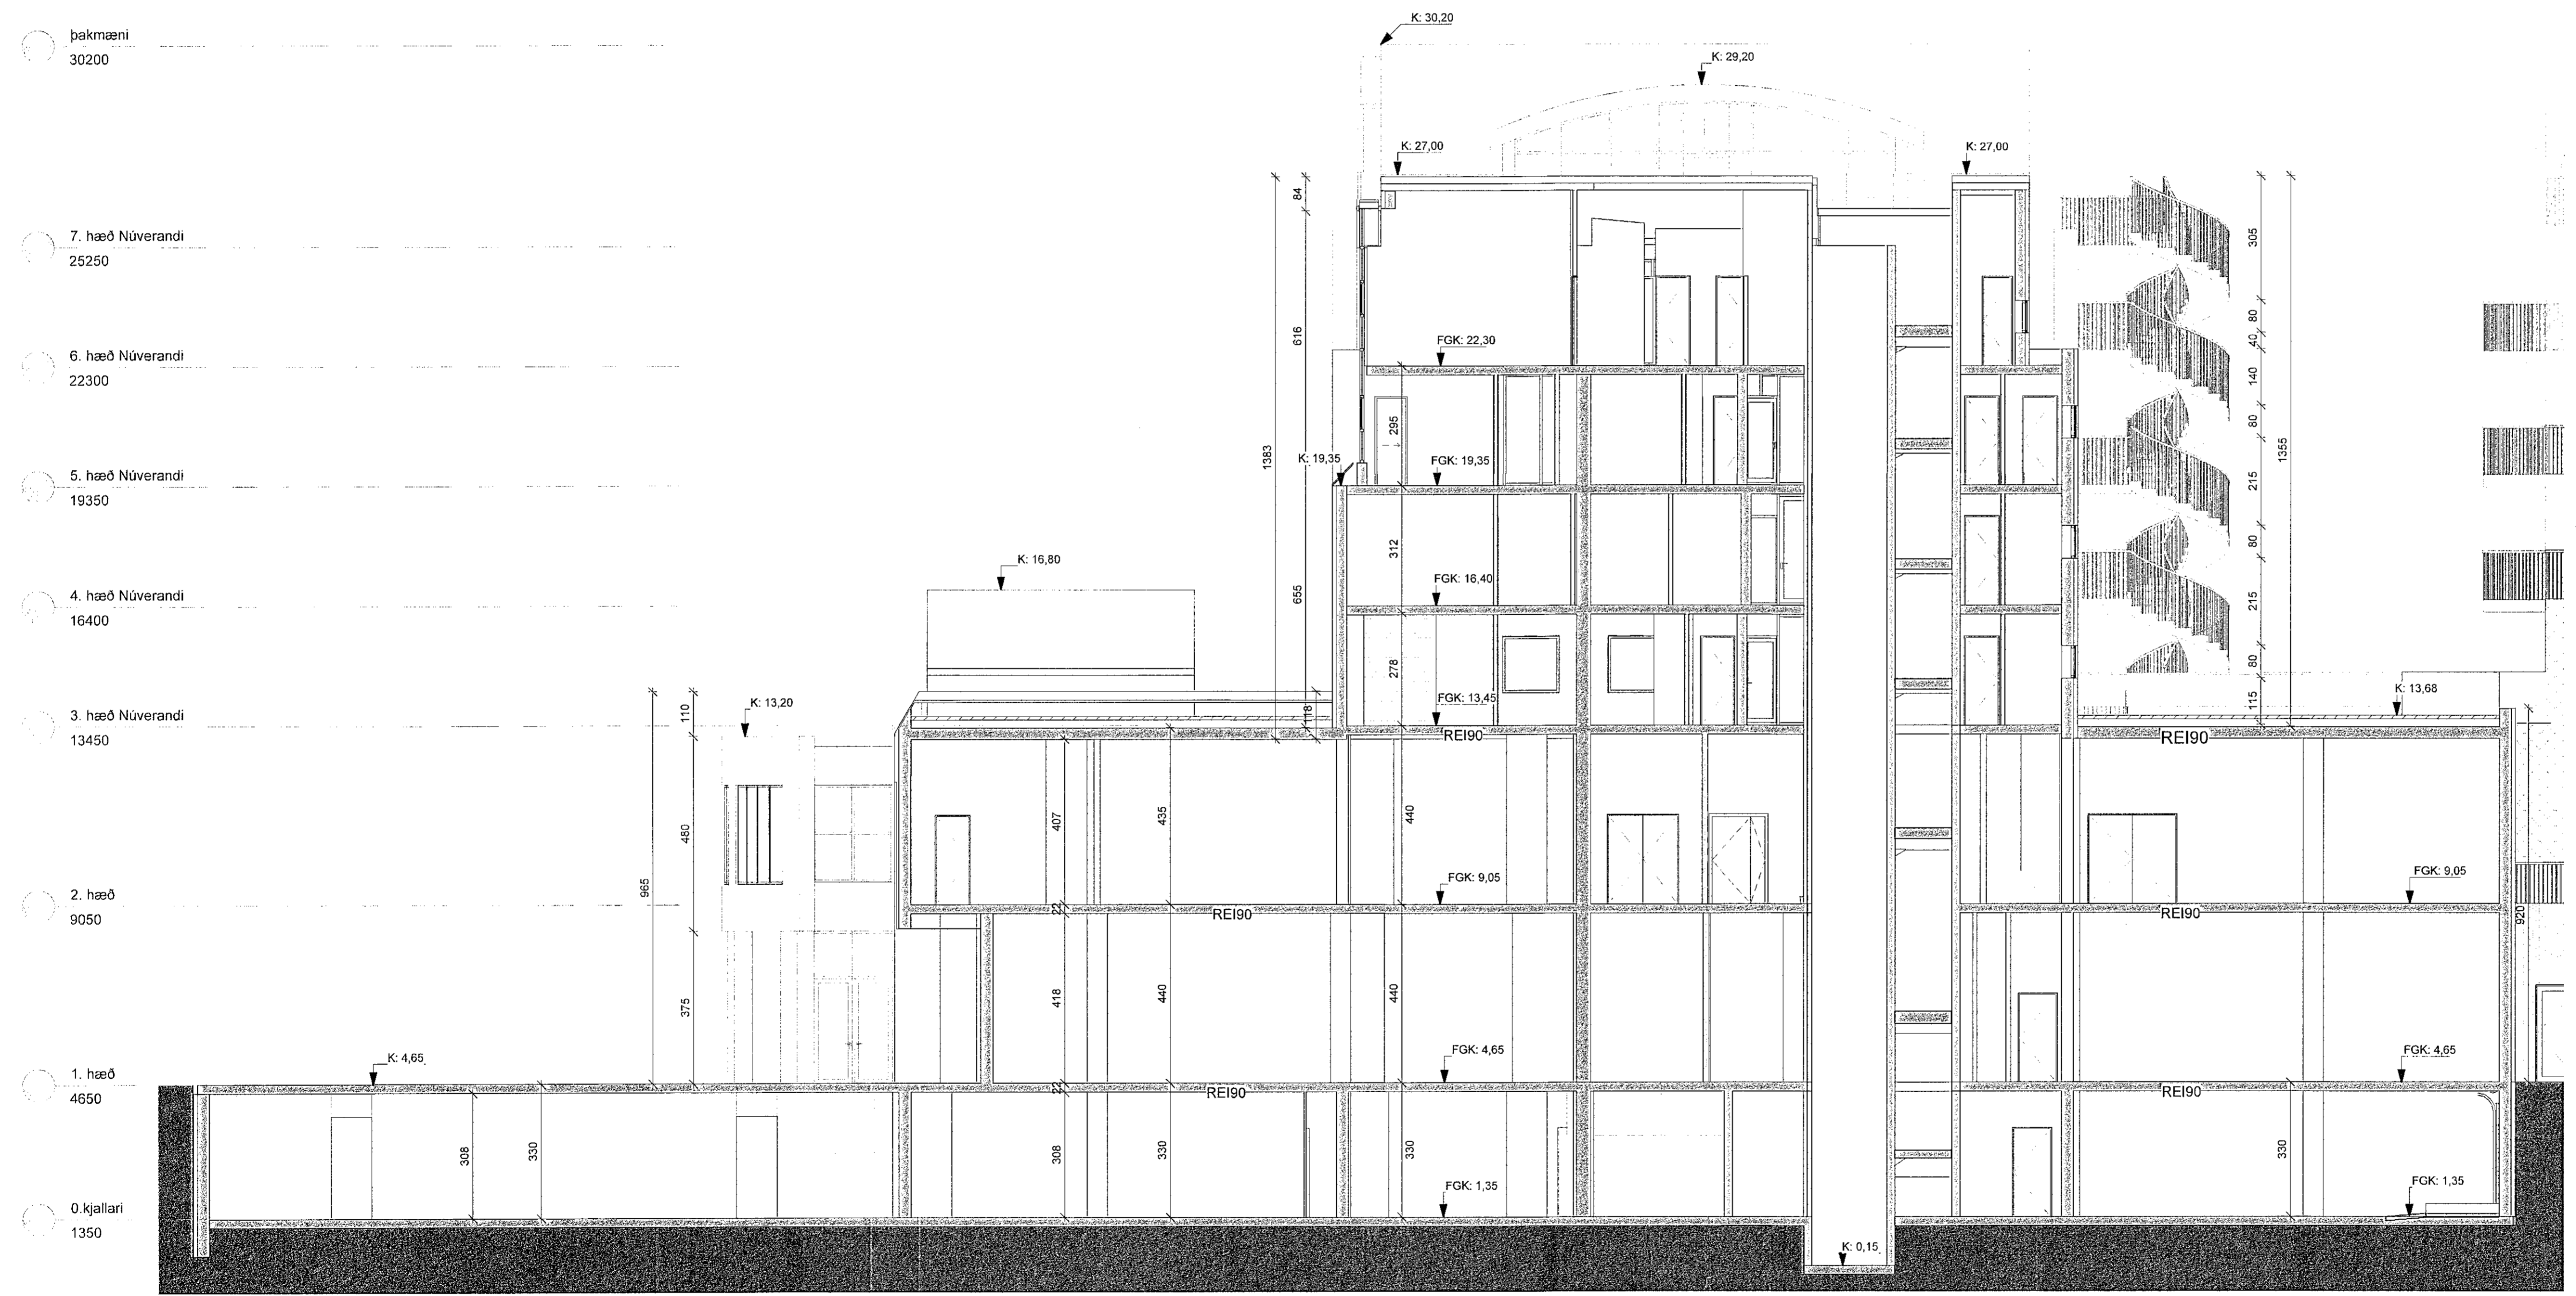 þakmæni
30200
7. hæð Núverandi
25250
6. hæð Núverandi
22300
5. hæð Núverandi
19350
4. hæð Núverandi
16400
3. hæð Núverandi
13450
2. hæð
9050
1. hæð
4650
0.kjallari
1350
K: 30,20
K: 29,20
K: 27,00
K: 27,00
84
616
655
1383
118
FGK: 22,30
295
K: 19,35
FGK: 19,35
312
FGK: 16,40
278
FGK: 13,45
REI90
305
80
40
140
80
215
80
215
80
115
1355
K: 13,68
REI90
K: 16,80
K: 13,20
110
480
375
965
407
435
440
FGK: 9,05
FGK: 9,05
22
REI90
REI90
920
418
440
440
FGK: 4,65
FGK: 4,65
K: 4,65
22
REI90
REI90
308
330
308
330
330
330
FGK: 1,35
FGK: 1,35
K: 0,15